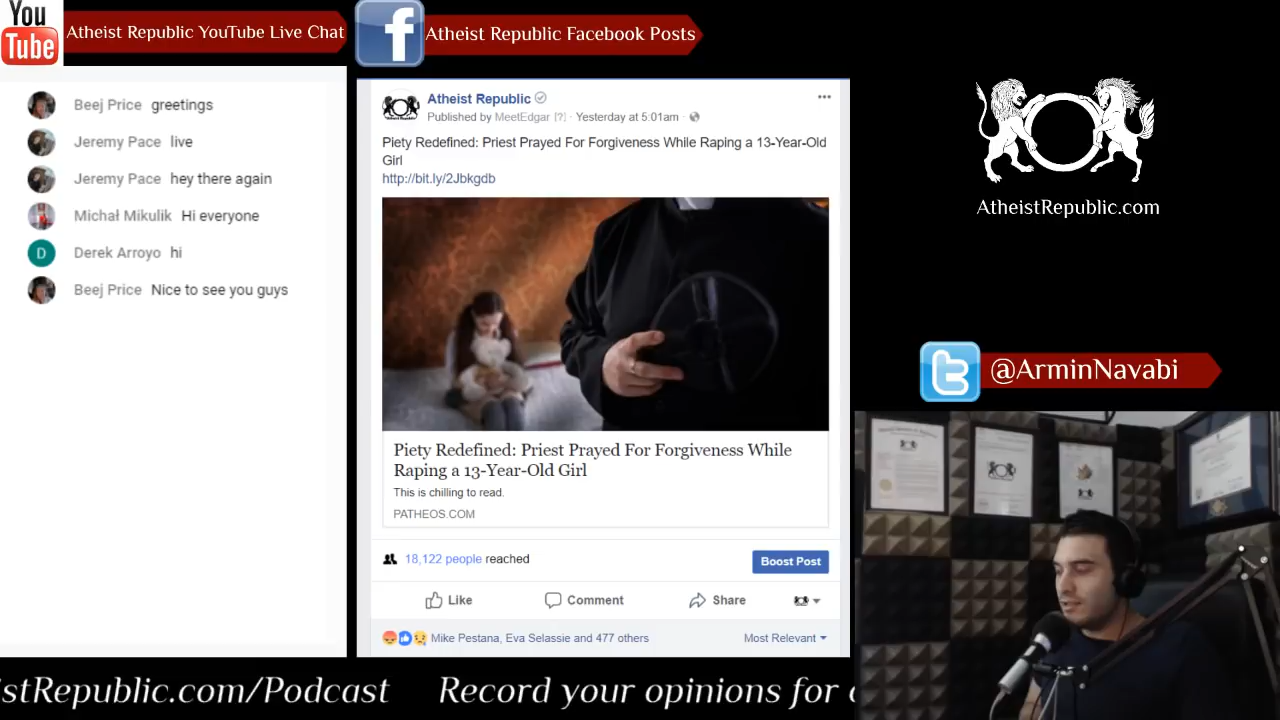 You
Tube
Atheist Republic YouTube Live Chat
Atheist Republic Facebook Posts
Beej Price greetings
Jeremy Pace live
Jeremy Pace hey there again
Michał Mikulik Hi everyone
D Derek Arroyo hi
Beej Price Nice to see you guys
Atheist Republic
Published by MeetEdgar [?] · Yesterday at 5:01am ·
Piety Redefined: Priest Prayed For Forgiveness While Raping a 13-Year-Old
Girl
http://bit.ly/2Jbkgdb
Piety Redefined: Priest Prayed For Forgiveness While
Raping a 13-Year-Old Girl
This is chilling to read.
PATHEOS.COM
18,122 people reached
Boost Post
Like Comment Share
Mike Pestana, Eva Selassie and 477 others Most Relevant
AtheistRepublic.com
@ArminNavabi
istRepublic.com/Podcast Record your opinions for